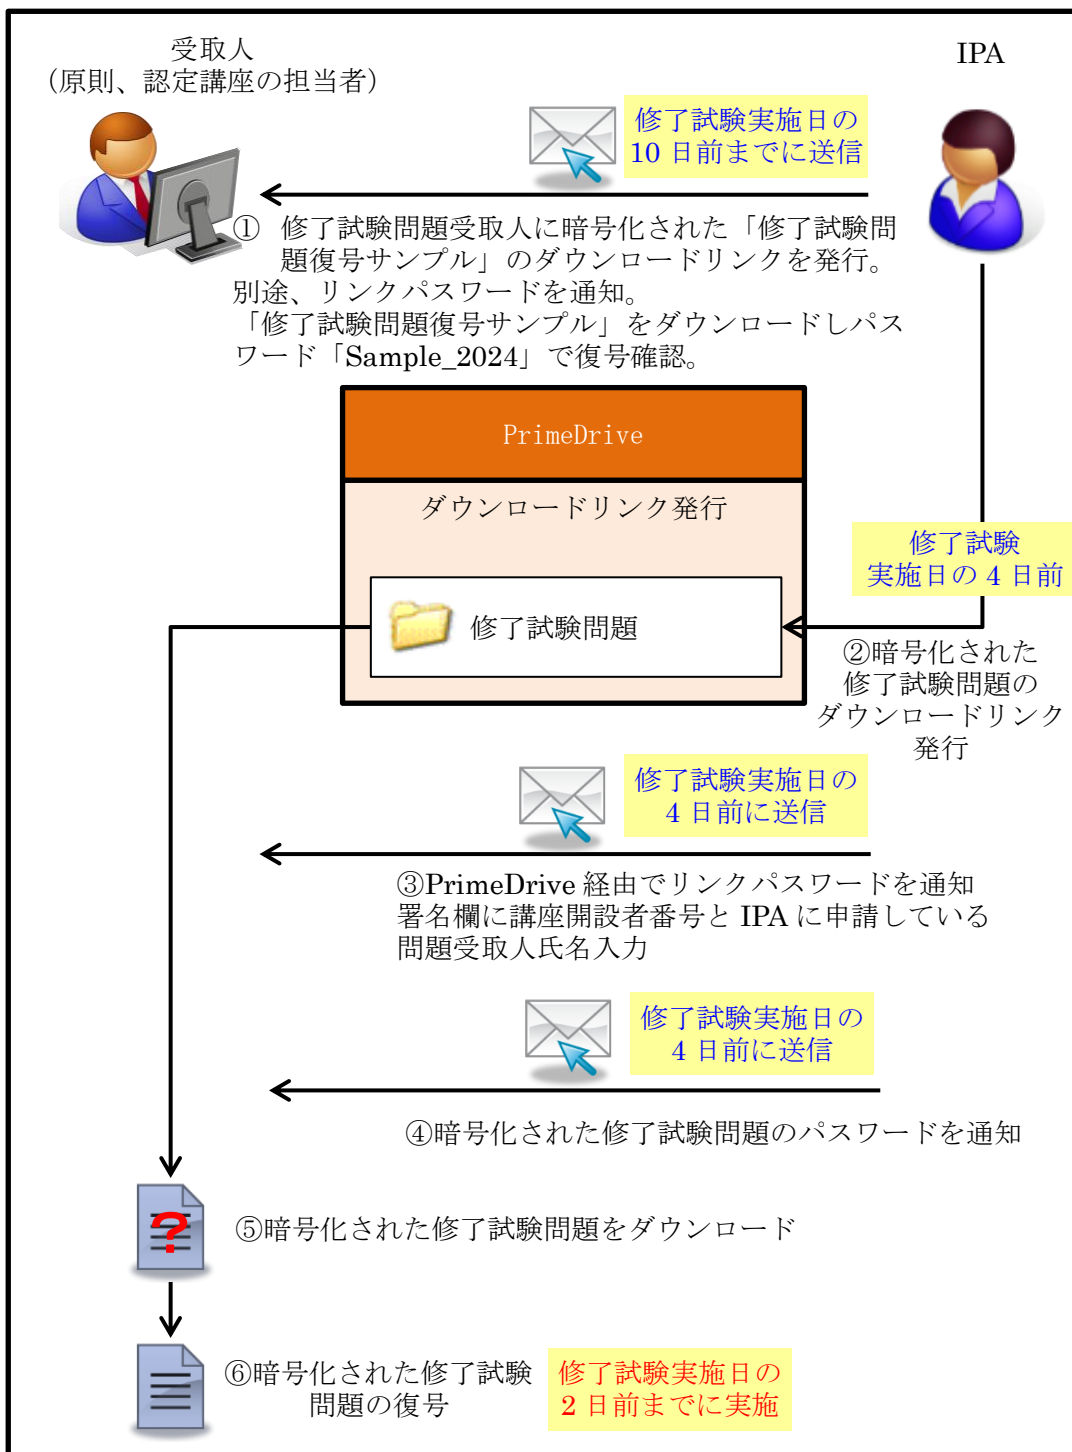 受取人
（原則、認定講座の担当者）
IPA
修了試験実施日の
10 日前までに送信
① 修了試験問題受取人に暗号化された「修了試験問
題復号サンプル」のダウンロードリンクを発行。
別途、リンクパスワードを通知。
「修了試験問題復号サンプル」をダウンロードしパス
ワード「Sample_2024」で復号確認。
PrimeDrive
ダウンロードリンク発行
修了試験問題
修了試験
実施日の 4 日前
②暗号化された
修了試験問題の
ダウンロードリンク
発行
修了試験実施日の
4 日前に送信
③PrimeDrive 経由でリンクパスワードを通知
署名欄に講座開設者番号と IPA に申請している
問題受取人氏名入力
修了試験実施日の
4 日前に送信
④暗号化された修了試験問題のパスワードを通知
?
⑤暗号化された修了試験問題をダウンロード
⑥暗号化された修了試験
問題の復号
修了試験実施日の
2 日前までに実施